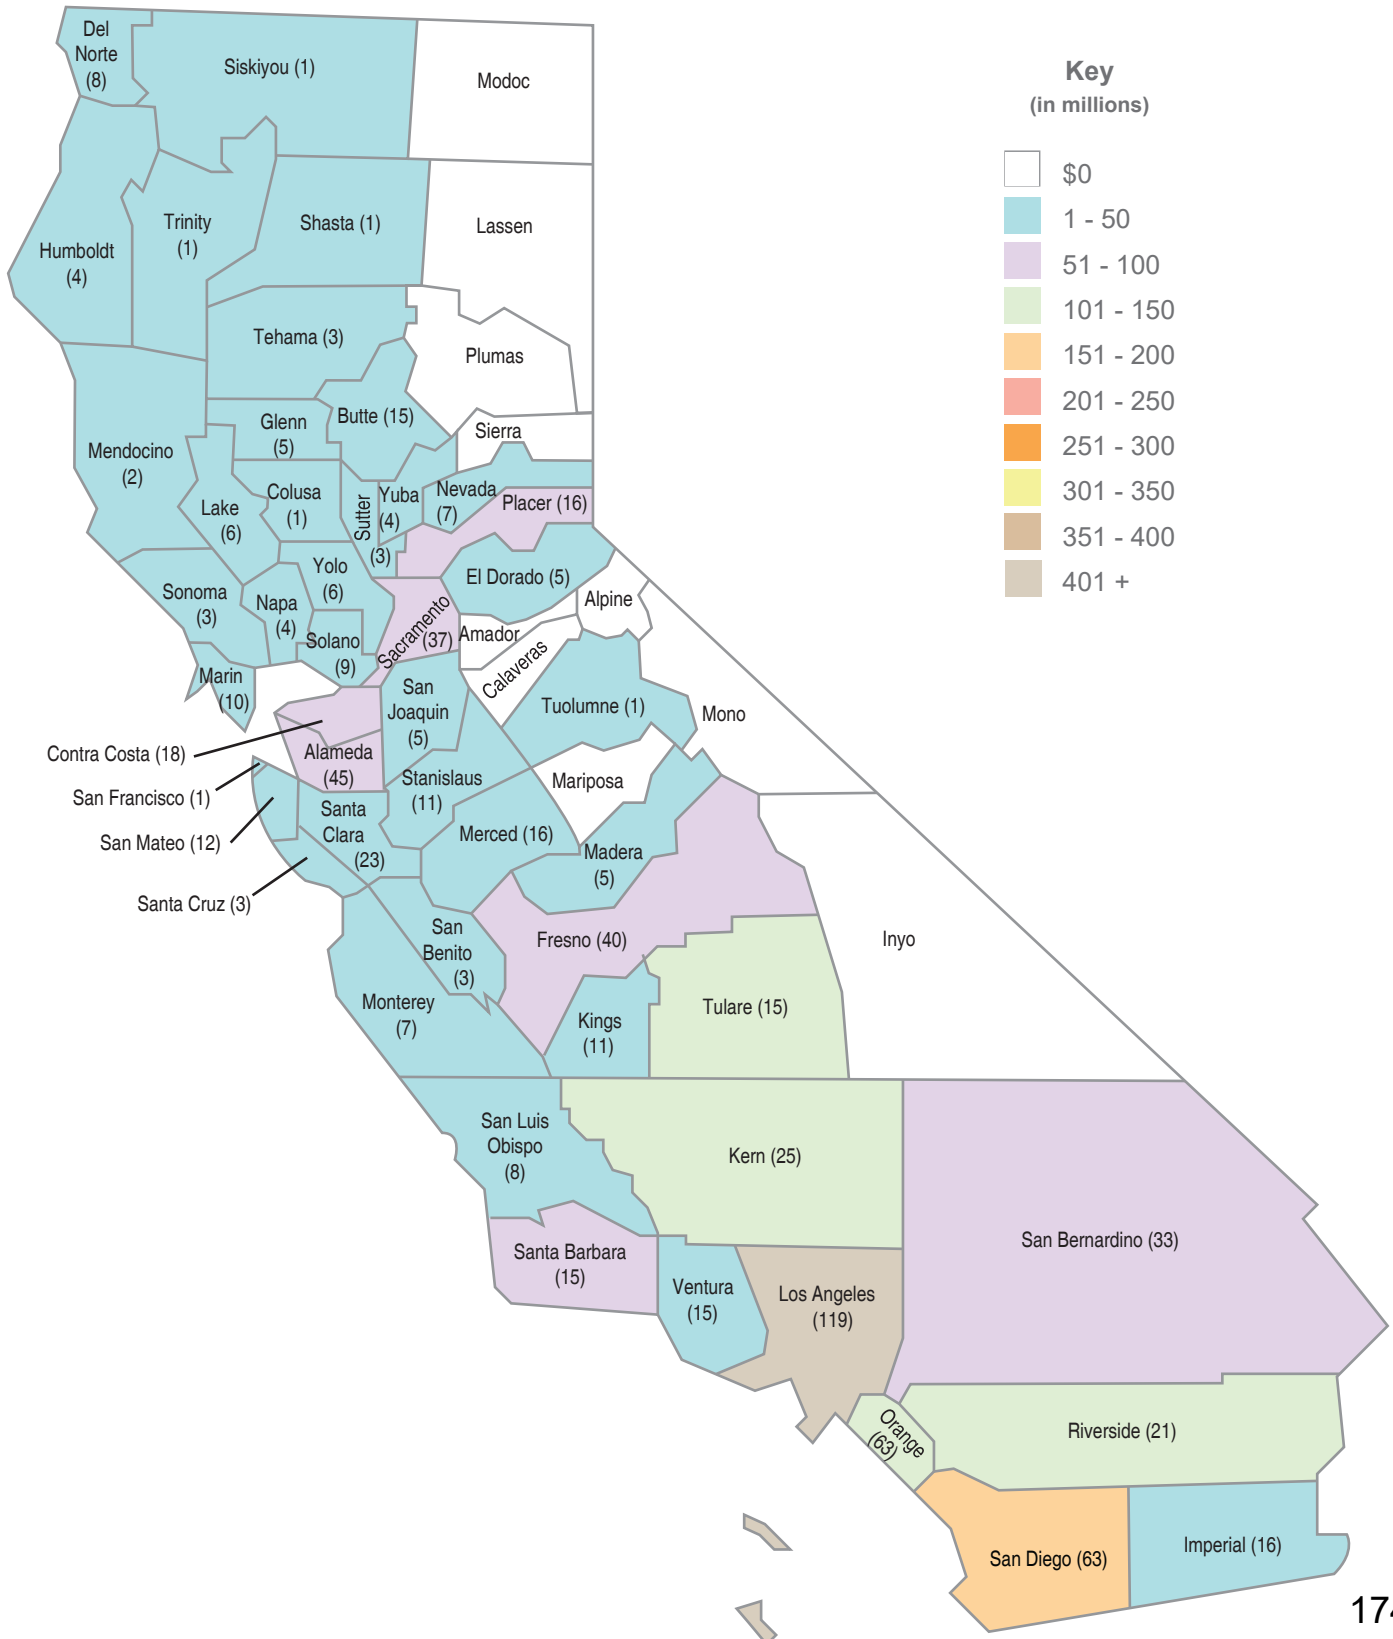 Del
Norte
(8)
Siskiyou (1)
Modoc
Humboldt
(4)
Trinity
(1)
Shasta (1)
Lassen
Tehama (3)
Plumas
Mendocino
(2)
Glenn
(5)
Butte (15)
Sierra
Lake
(6)
Colusa
(1)
Sutter
(3)
Yuba
(4)
Nevada
(7)
Placer (16)
Sonoma
(3)
Napa
(4)
Yolo
(6)
El Dorado (5)
Alpine
Marin
(10)
Solano
(9)
Sacramento
(37)
Amador
Calaveras
San
Joaquin
(5)
Tuolumne (1)
Mono
Contra Costa (18)
Alameda
(45)
San Francisco (1)
San Mateo (12)
Santa Cruz (3)
Santa
Clara
(23)
Stanislaus
(11)
Merced (16)
Mariposa
Madera
(5)
San
Benito
(3)
Fresno (40)
Inyo
Monterey
(7)
Kings
(11)
Tulare (15)
San Luis
Obispo
(8)
Kern (25)
San Bernardino (33)
Santa Barbara
(15)
Ventura
(15)
Los Angeles
(119)
Orange
(63)
Riverside (21)
San Diego (63)
Imperial (16)
Key
(in millions)
$0
1 - 50
51 - 100
101 - 150
151 - 200
201 - 250
251 - 300
301 - 350
351 - 400
401 +
174